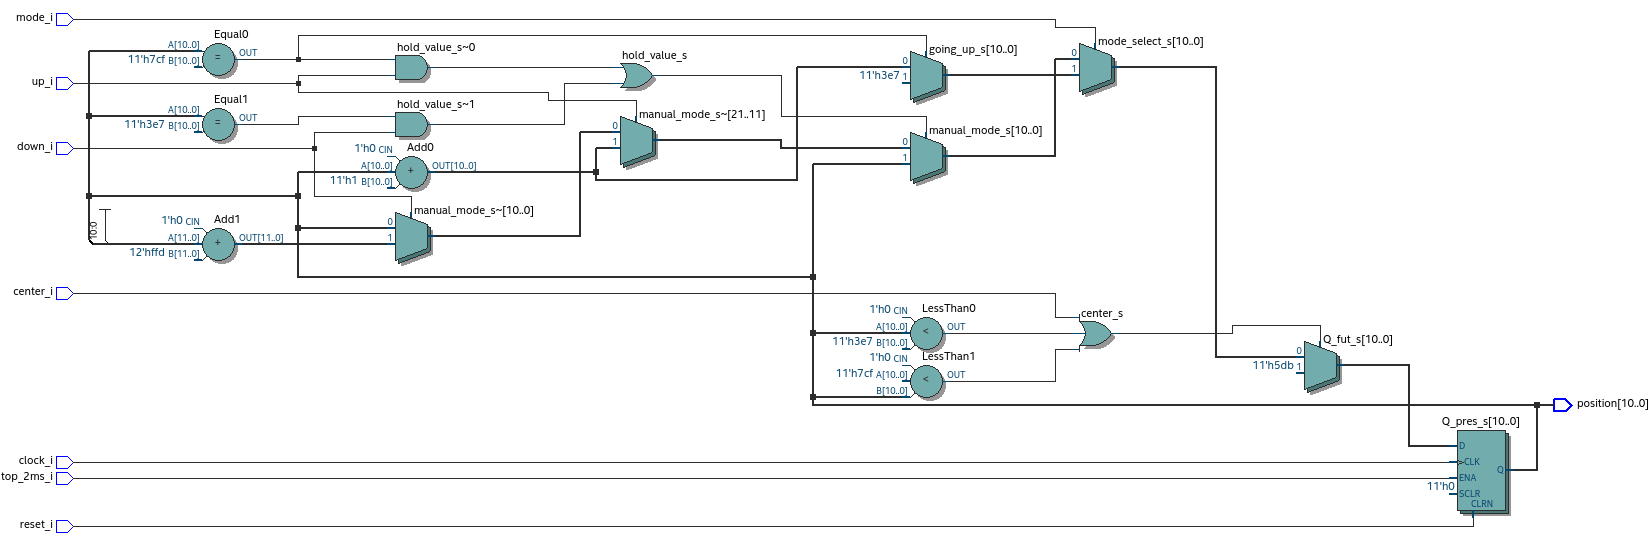 mode_i
Equal0
A[10..0]
11'h7cf B[10..0]
=
OUT
up_i
Equal1
A[10..0]
11'h3e7 B[10..0]
=
OUT
down_i
hold_value_s~0
hold_value_s~1
hold_value_s
1'h0 CIN
Add0
A[10..0]
11'h1 B[10..0]
+
OUT[10..0]
manual_mode_s~[21..11]
0
1
10:0
1'h0 CIN
Add1
A[11..0]
12'hffd B[11..0]
+
OUT[11..0]
manual_mode_s~[10..0]
0
1
going_up_s[10..0]
0
11'h3e7 1
manual_mode_s[10..0]
0
1
mode_select_s[10..0]
0
1
center_i
1'h0 CIN
LessThan0
A[10..0]
11'h3e7 B[10..0]
<
OUT
1'h0 CIN
LessThan1
11'h7cf A[10..0]
B[10..0]
<
OUT
center_s
Q_fut_s[10..0]
0
11'h5db 1
position[10..0]
Q_pres_s[10..0]
D
>CLK
ENA
11'h0 SCLR
CLRN
Q
clock_i
top_2ms_i
reset_i